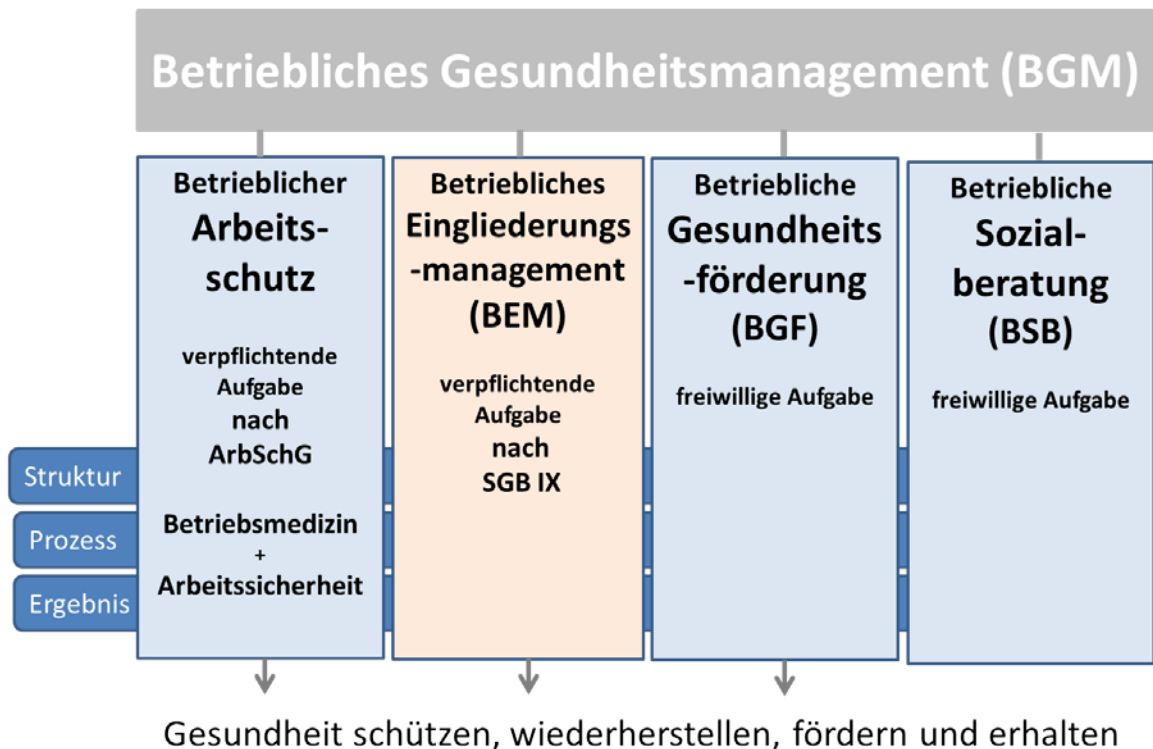 Betriebliches Gesundheitsmanagement (BGM)
Betrieblicher
Arbeits-
schutz
verpflichtende
Aufgabe
nach
ArbSchG
Betriebsmedizin
+
Arbeitssicherheit
Betriebliches
Eingliederungs
-management
(BEM)
verpflichtende
Aufgabe
nach
SGB IX
Betriebliche
Gesundheits
-förderung
(BGF)
freiwillige Aufgabe
Betriebliche
Sozial-
beratung
(BSB)
freiwillige Aufgabe
Struktur
Prozess
Ergebnis
Gesundheit schützen, wiederherstellen, fördern und erhalten